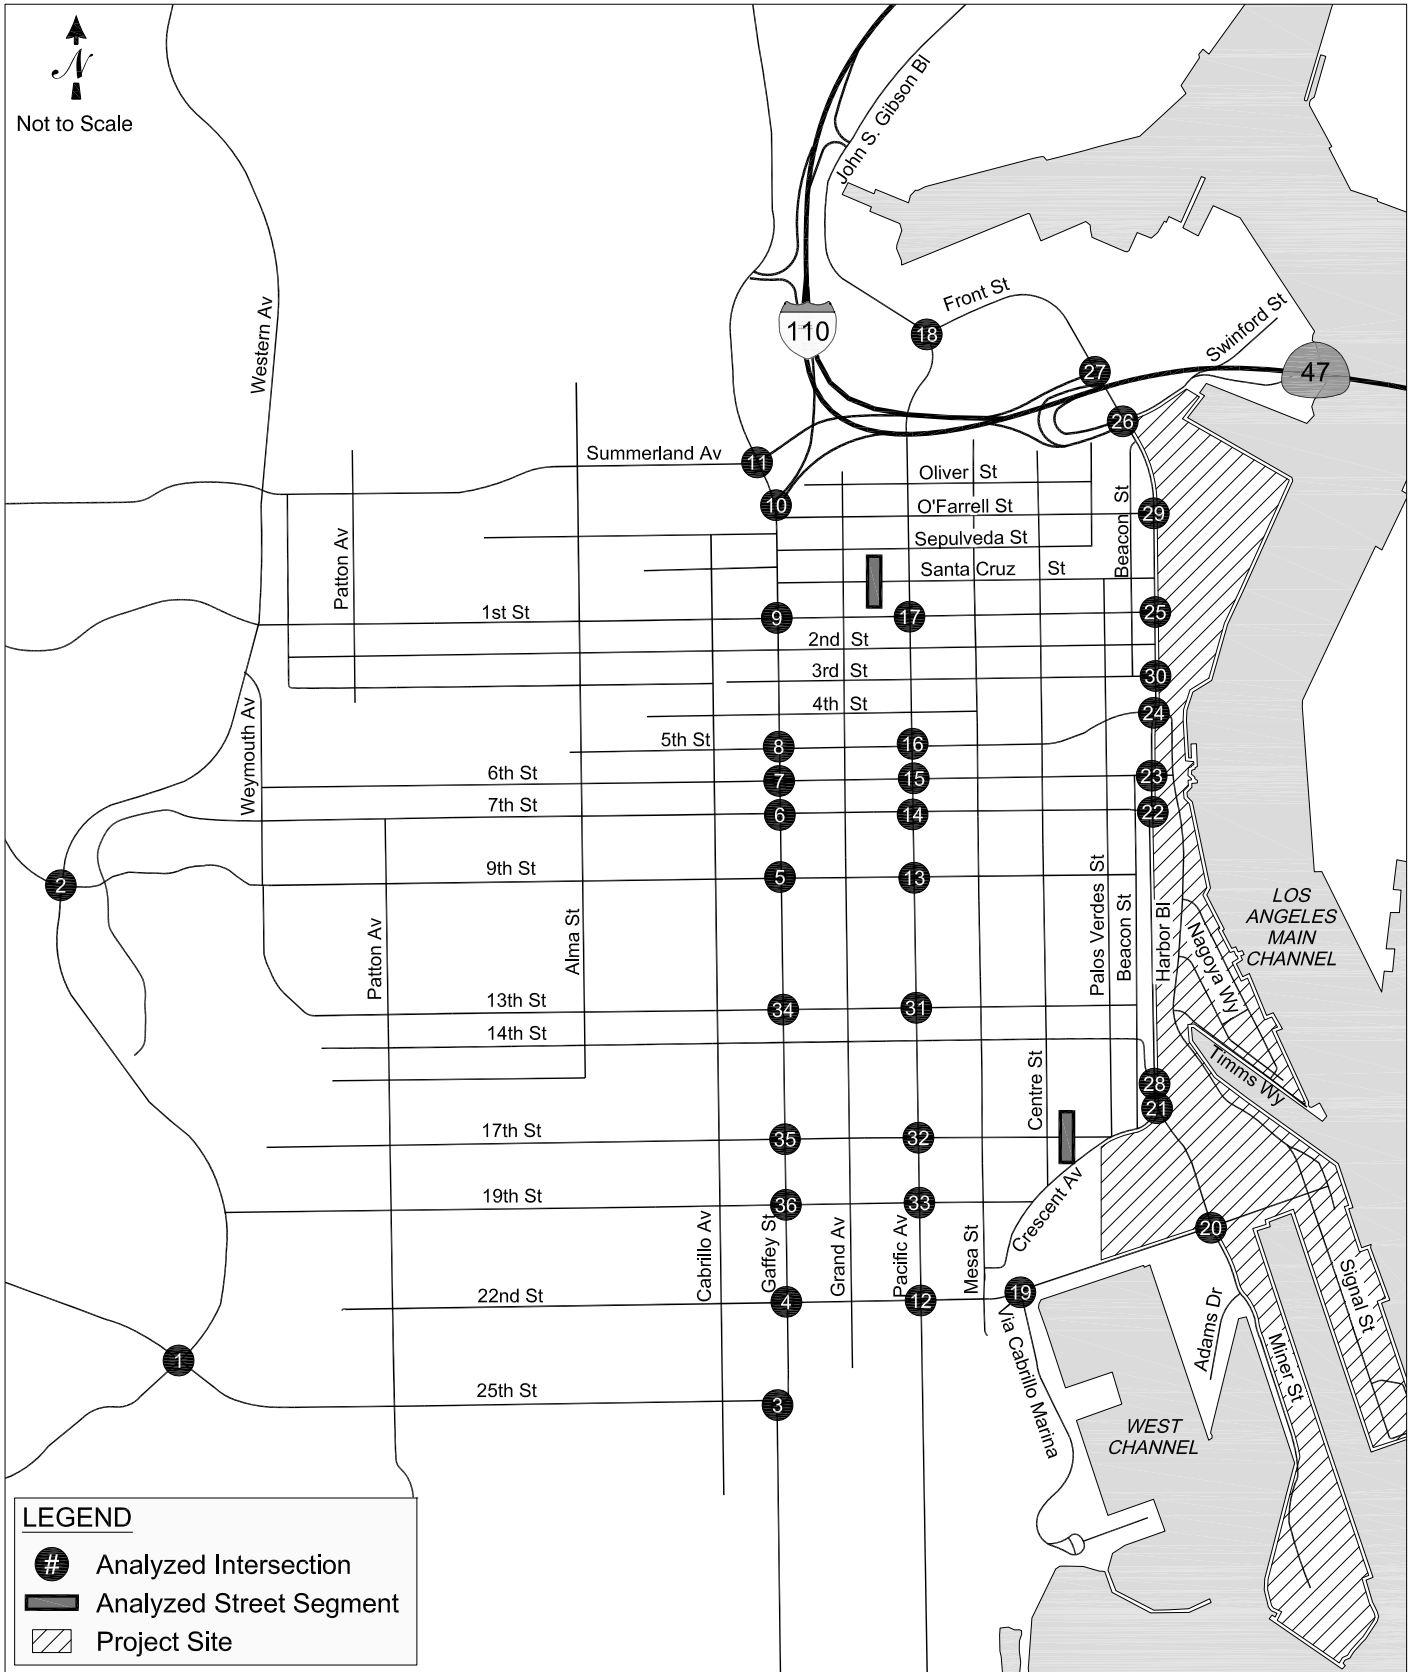 N
Not to Scale
John S. Gibson Bl
Western Av
110
Front St
Swinford St
18
27
47
26
Summerland Av
11
Oliver St
10
O'Farrell St
29
Sepulveda St
Patton Av
Beacon St
Santa Cruz St
1st St
9
17
25
2nd St
3rd St
30
4th St
24
5th St
8
16
Weymouth Av
6th St
7
15
23
7th St
6
14
22
9th St
2
5
13
LOS
ANGELES
MAIN
CHANNEL
Patton Av
Alma St
Palos Verdes St
Beacon St
Harbor Bl
Nagoya Wy
13th St
34
31
14th St
Timms Wy
Centre St
28
21
17th St
35
32
19th St
36
33
Crescent Av
20
Cabrillo Av
Gaffey St
Grand Av
Pacific Av
Mesa St
22nd St
4
12
19
Via Cabrillo Marina
Adams Dr
Miner St
Signal St
1
25th St
3
WEST
CHANNEL
LEGEND
# Analyzed Intersection
Analyzed Street Segment
Project Site